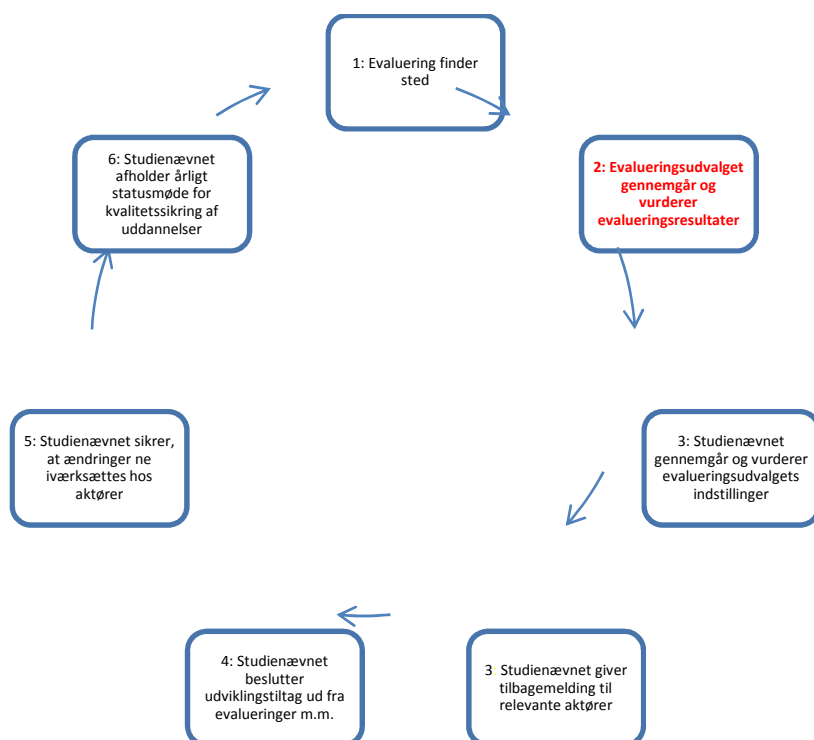 1: Evaluering finder
sted
2: Evalueringsudvalget
gennemgår og
vurderer
evalueringsresultater
3: Studienævnet
gennemgår og vurderer
evalueringsudvalgets
indstillinger
3: Studienævnet giver
tilbagemelding til
relevante aktører
4: Studienævnet
beslutter
udviklingstiltag ud fra
evalueringer m.m.
5: Studienævnet sikrer,
at ændringer ne
iværksættes hos
aktører
6: Studienævnet
afholder årligt
statusmøde for
kvalitetssikring af
uddannelser